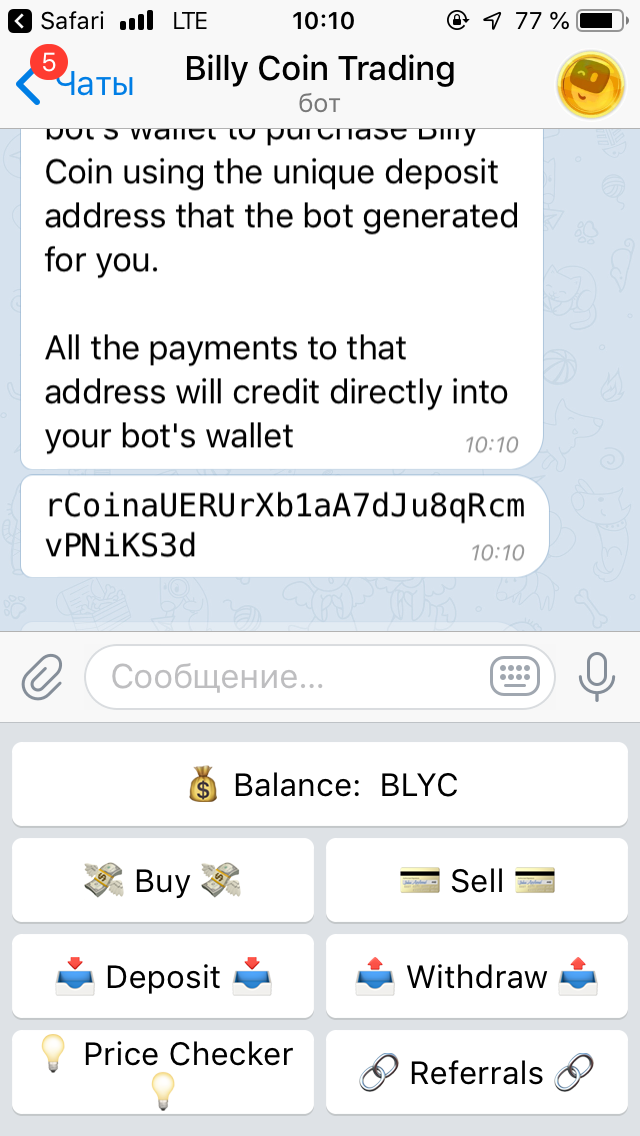 Safari LTE 10:10 77 %
5
Чаты
Billy Coin Trading
бот
bot's wallet to purchase Billy
Coin using the unique deposit
address that the bot generated
for you.
All the payments to that
address will credit directly into
your bot's wallet
10:10
rCoinaUERUrXb1aA7dJu8qRcm
vPNiKS3d
10:10
Сообщение...
Balance: BLYC
Buy
Sell
Deposit
Withdraw
Price Checker
Referrals